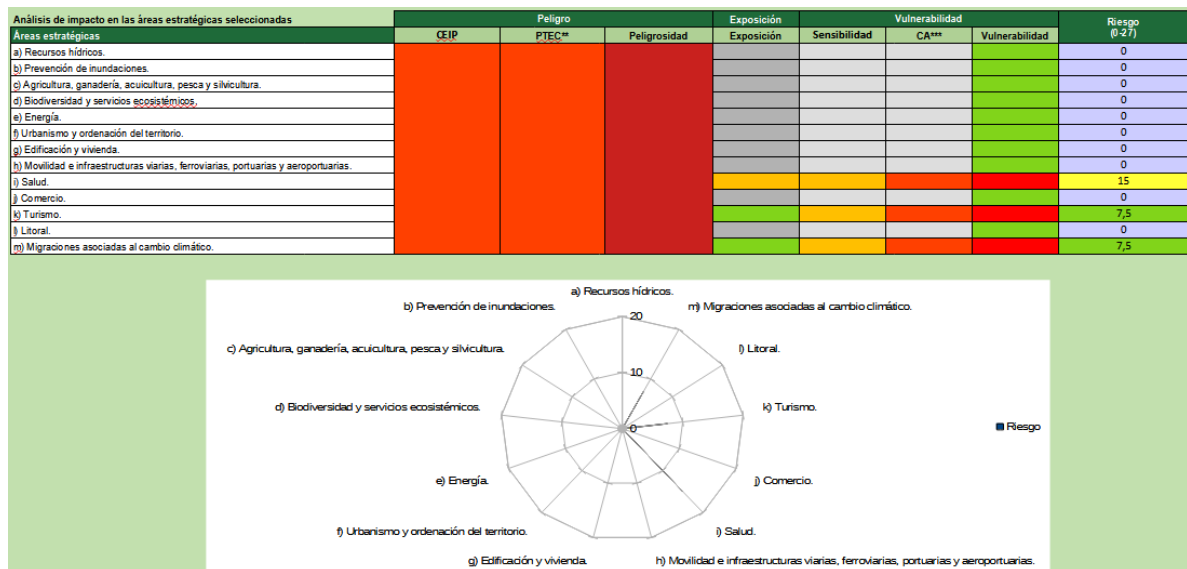 Análisis de impacto en las áreas estratégicas seleccionadas Peligro Exposición Vulnerabilidad Riesgo (0-27)
Áreas estratégicas CEIP PTEC** Peligrosidad Exposición Sensibilidad CA*** Vulnerabilidad
a) Recursos hídricos. 0
b) Prevención de inundaciones. 0
c) Agricultura, ganadería, acuicultura, pesca y silvicultura. 0
d) Biodiversidad y servicios ecosistémicos. 0
e) Energía. 0
f) Urbanismo y ordenación del territorio. 0
g) Edificación y vivienda. 0
h) Movilidad e infraestructuras viarias, ferroviarias, portuarias y aeroportuarias. 0
i) Salud. 15
j) Comercio. 0
k) Turismo. 7,5
l) Litoral. 0
m) Migraciones asociadas al cambio climático. 7,5
a) Recursos hídricos.
b) Prevención de inundaciones. m) Migraciones asociadas al cambio climático.
20
c) Agricultura, ganadería, acuicultura, pesca y silvicultura. l) Litoral.
10
d) Biodiversidad y servicios ecosistémicos. k) Turismo.
0 Riesgo
e) Energía. j) Comercio.
f) Urbanismo y ordenación del territorio. i) Salud.
g) Edificación y vivienda. h) Movilidad e infraestructuras viarias, ferroviarias, portuarias y aeroportuarias.